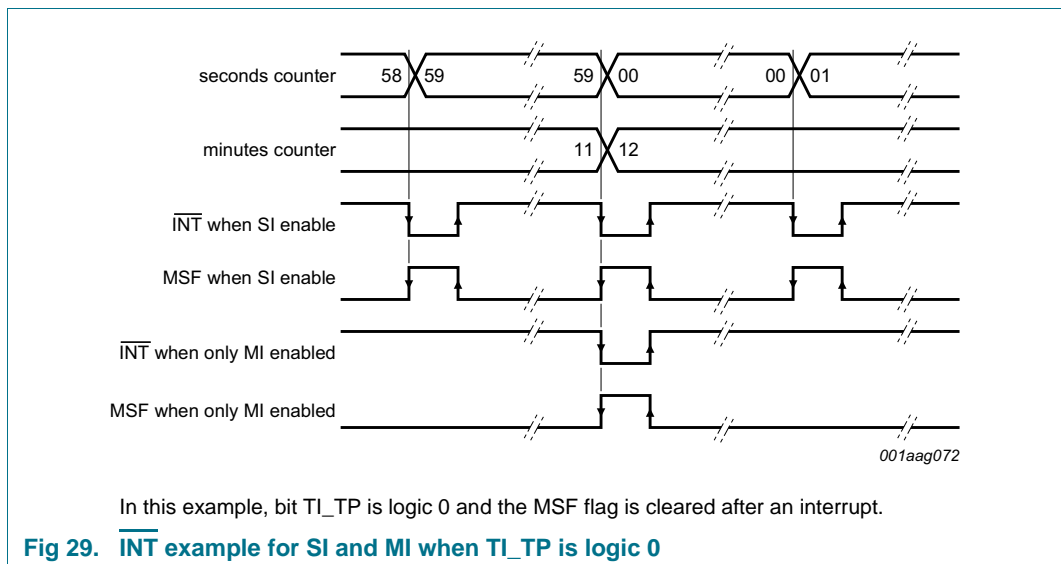 seconds counter 58 59 59 00 00 01
minutes counter 11 12
INT when SI enable
MSF when SI enable
INT when only MI enabled
MSF when only MI enabled
001aag072
In this example, bit TI_TP is logic 0 and the MSF flag is cleared after an interrupt.
Fig 29. INT example for SI and MI when TI_TP is logic 0